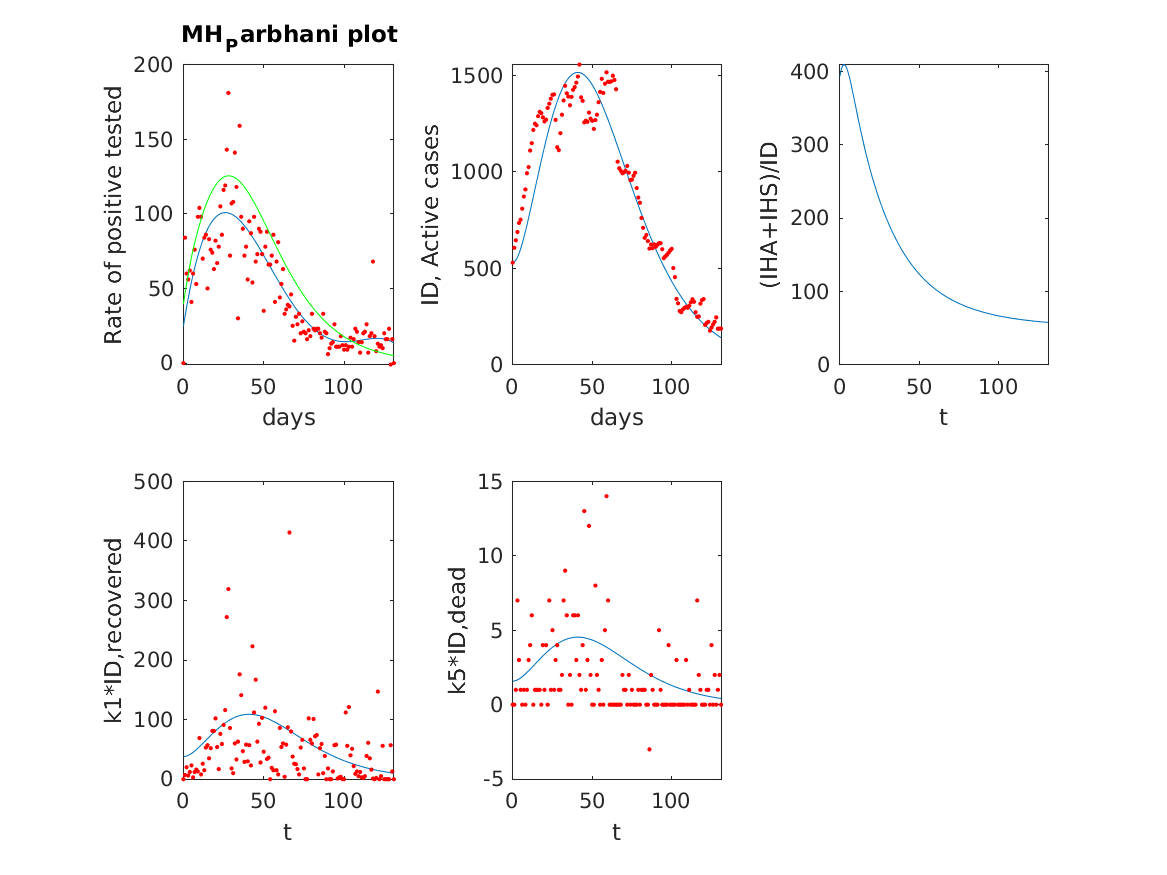 MH_Parbhani plot
Rate of positive tested
200
150
100
50
0
0 50 100
days
ID, Active cases
1500
1000
500
0
0 50 100
days
(IHA+IHS)/ID
400
300
200
100
0
0 50 100
t
k1*ID,recovered
500
400
300
200
100
0
0 50 100
t
k5*ID,dead
15
10
5
0
-5
0 50 100
t